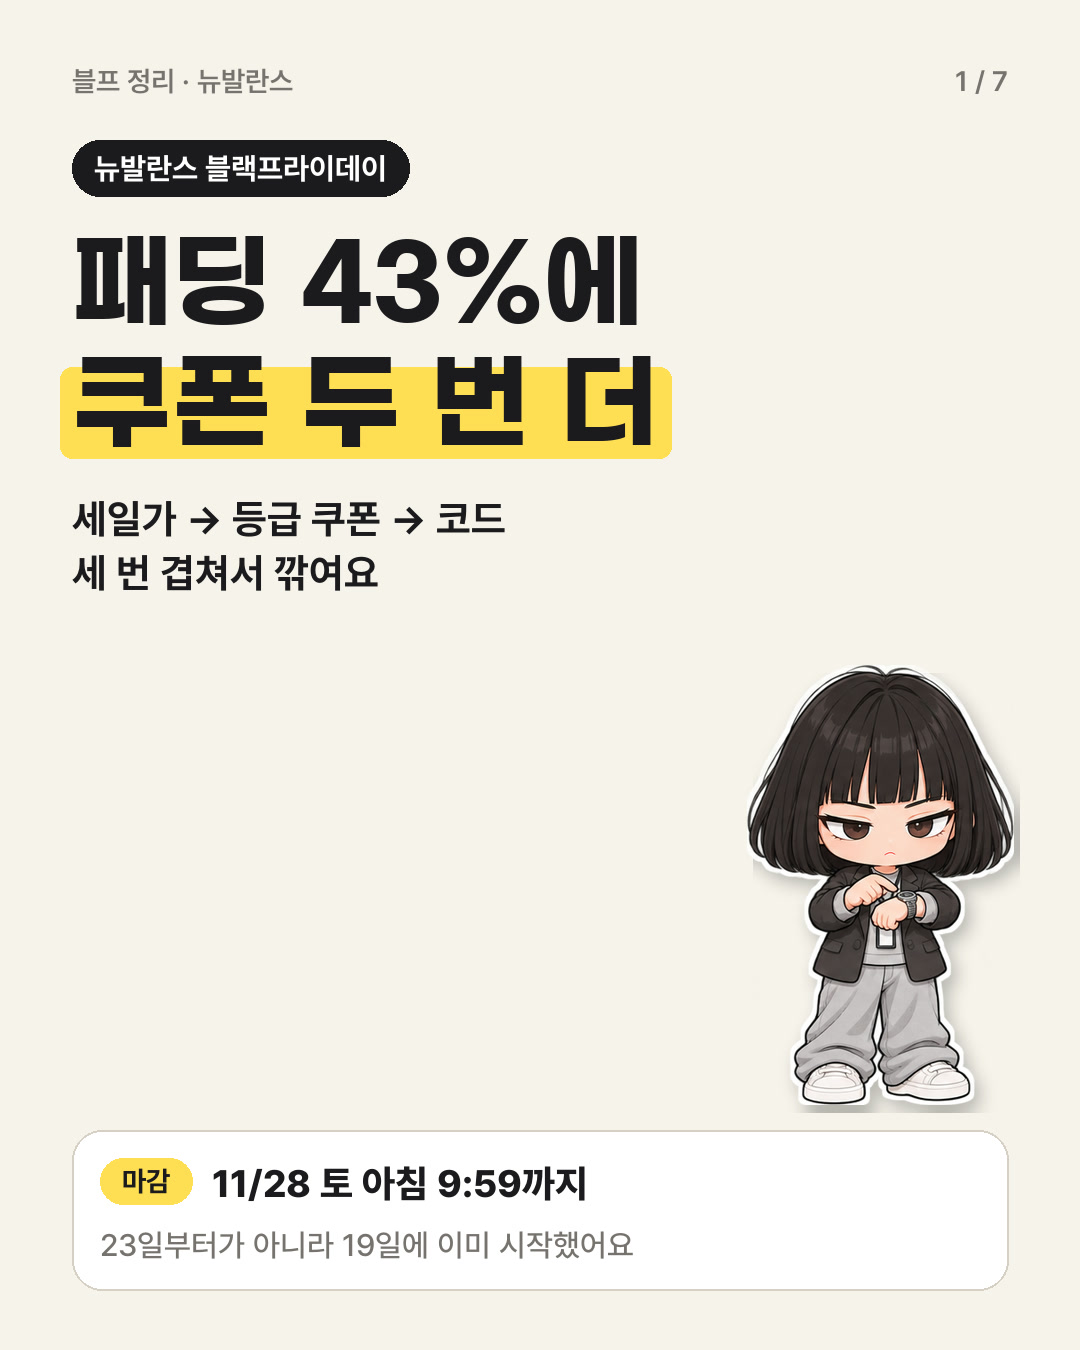 블프 정리 · 뉴발란스
1 / 7
뉴발란스 블랙프라이데이
패딩 43%에
쿠폰 두 번 더
세일가 → 등급 쿠폰 → 코드
세 번 겹쳐서 깎여요
마감 11/28 토 아침 9:59까지
23일부터가 아니라 19일에 이미 시작했어요